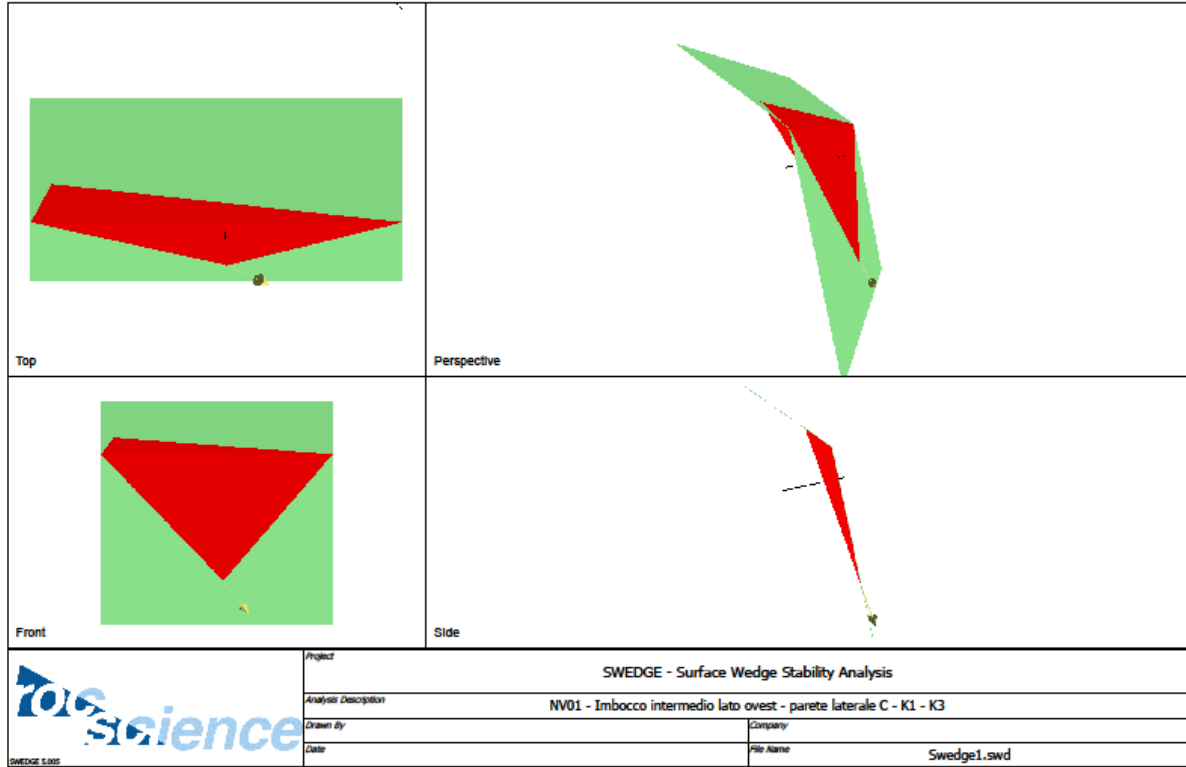 Top
Perspective
Front
Side
rocscience
SWEDGE 5.005
Project
SWEDGE - Surface Wedge Stability Analysis
Analysis Description
NV01 - Imbocco intermedio lato ovest - parete laterale C - K1 - K3
Drawn By
Company
Date
File Name
Swedge1.swd